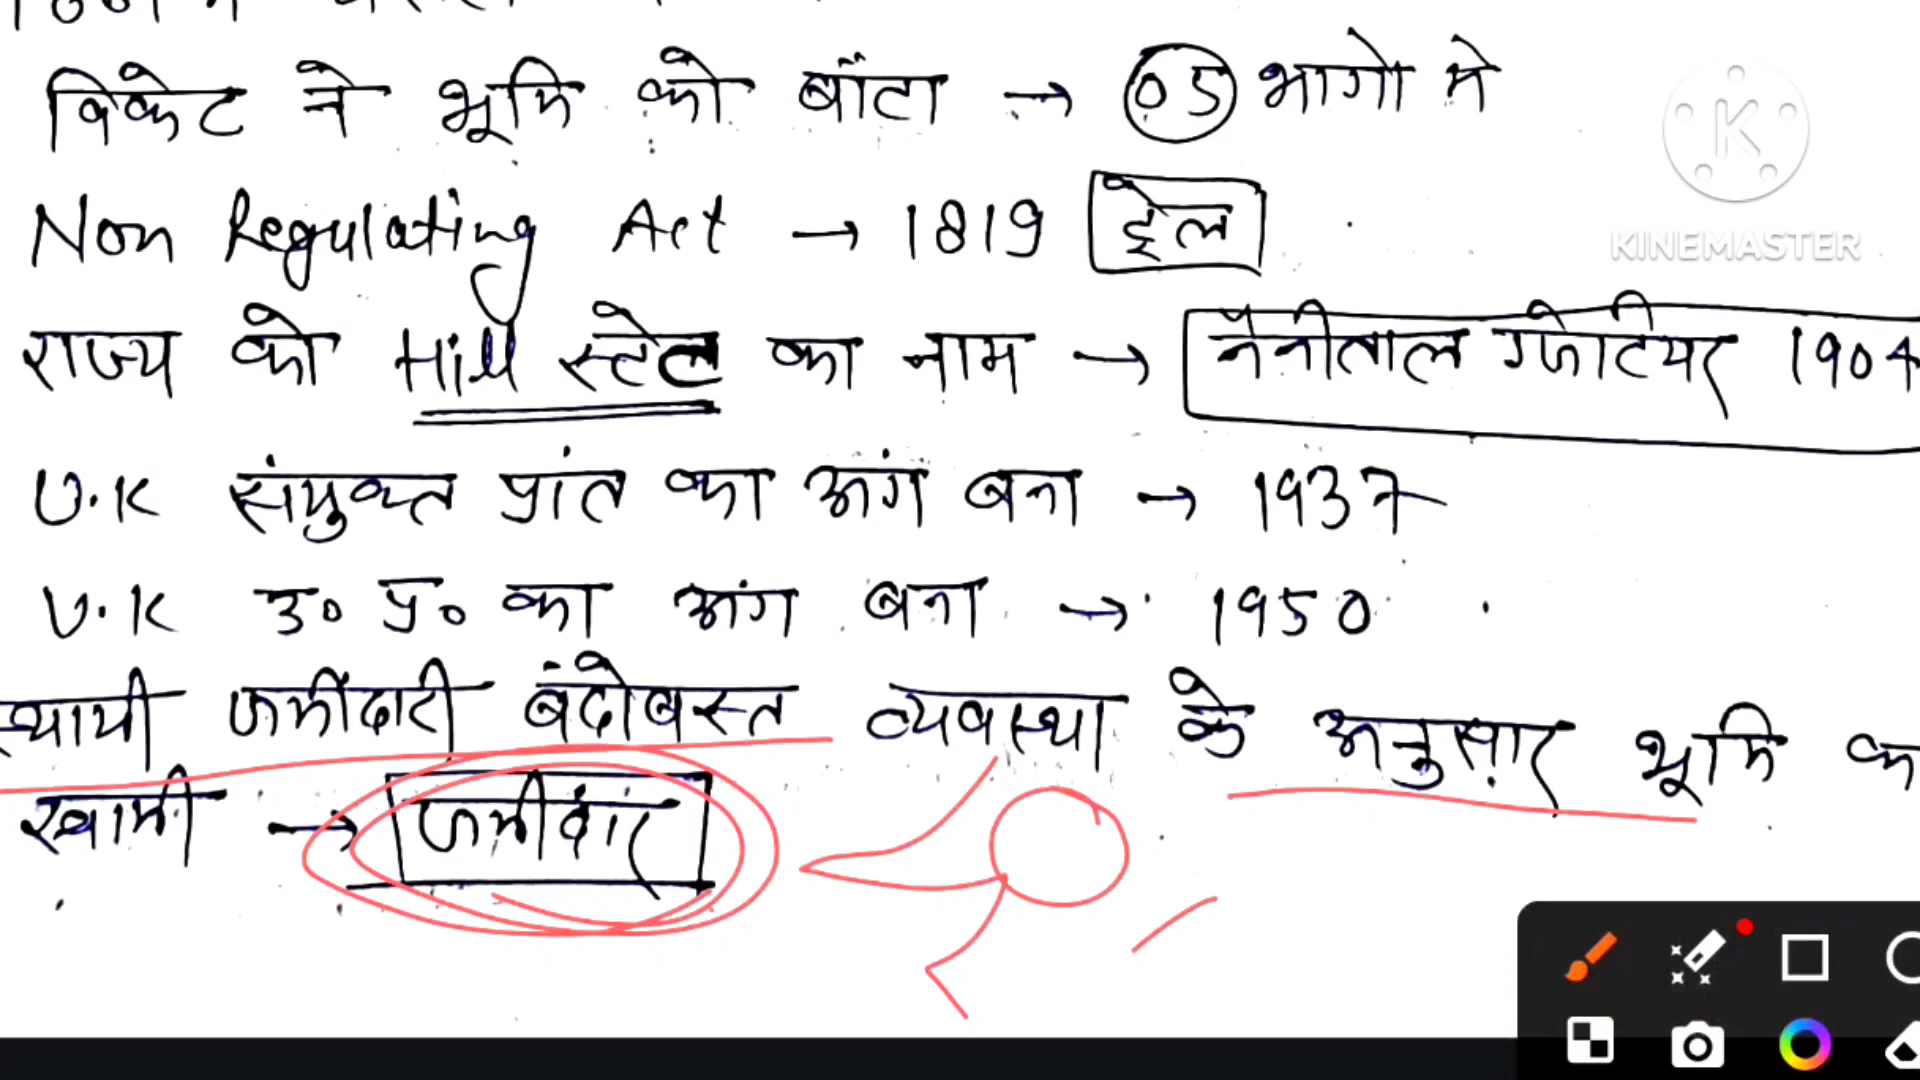 विकेट ने भूमि को बांटा → 05 भागो मे
Non Regulating Act → 1819 ड्रेल
राज्य को Hill स्टेल का नाम → नैनीताल गजेटियर 1904
U.K संयुक्त प्रांत का अंग बना → 1937
U.K उ० प्र० का अंग बना → 1950
स्थायी जमींदारी बंदोबस्त व्यवस्था के अनुसार भूमि क
स्वामी → जमीदार
K
KINEMASTER